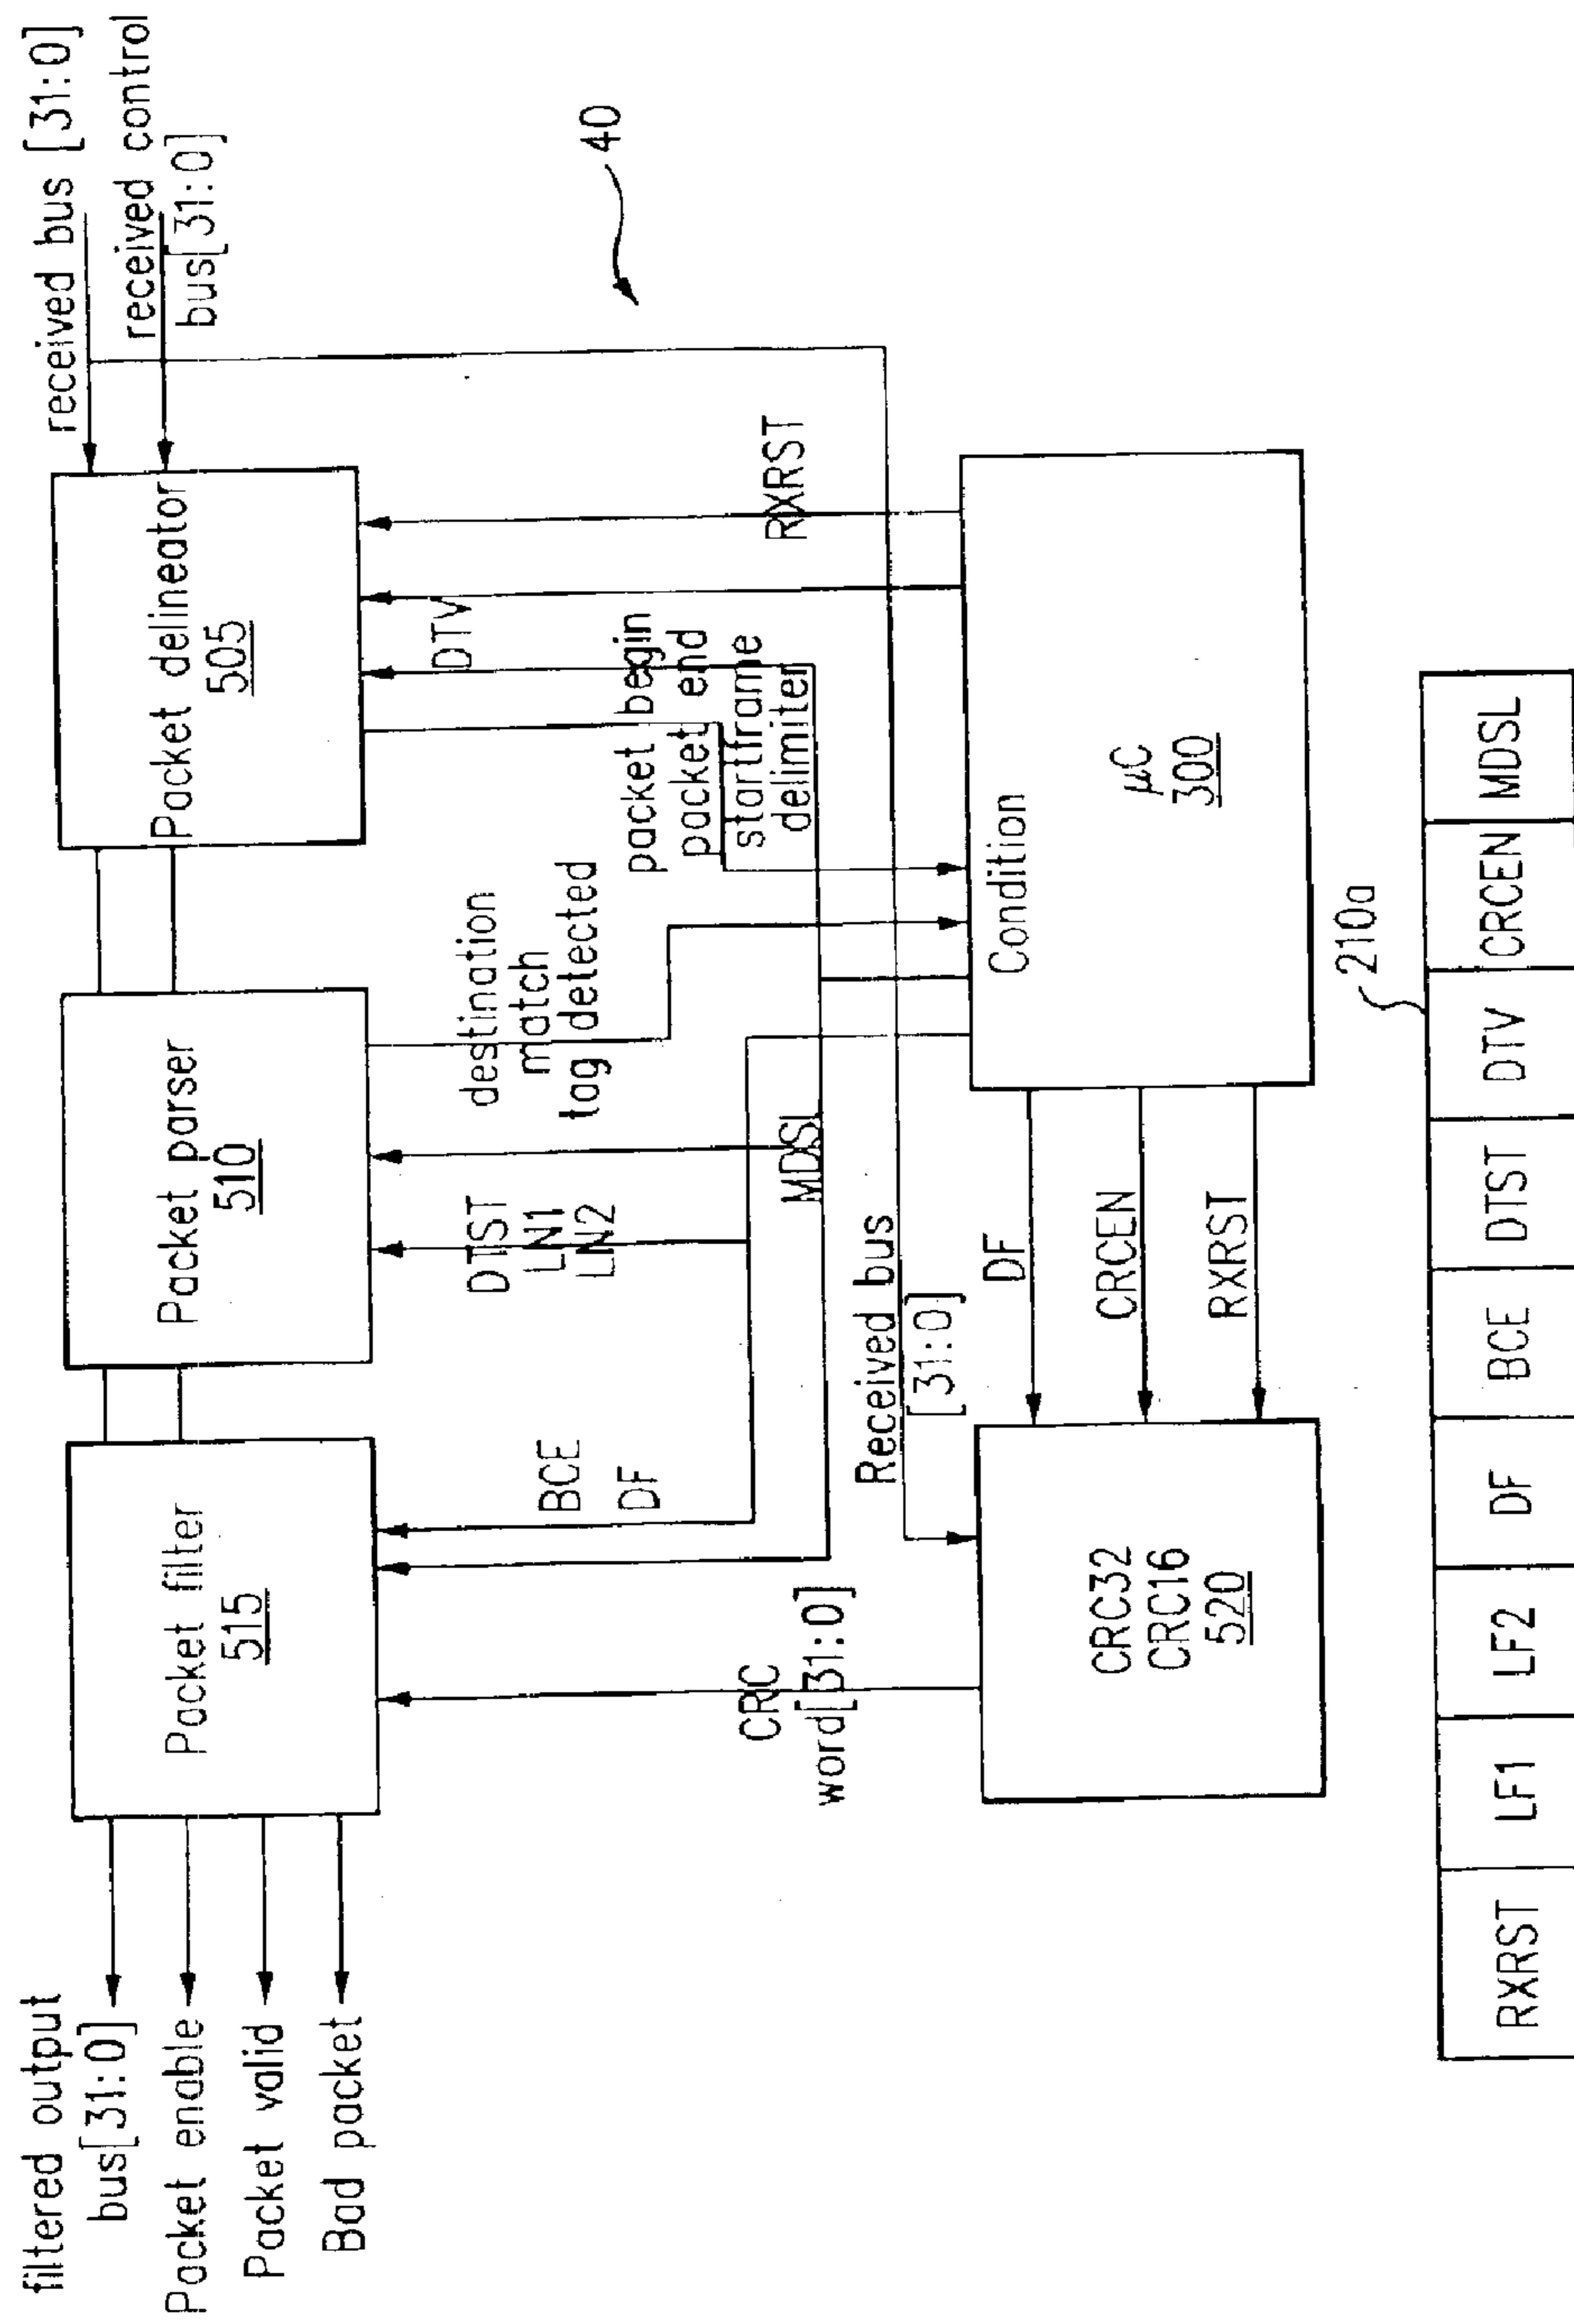 filtered output
bus[31:0]
Packet enable
Packet valid
Bad packet
Packet filter
515
Packet parser
510
Packet delineator
505
received bus [31:0]
received control
bus[31:0]
BCE
DF
DTST
LN1
LN2
destination
match
tag detected
DTV
packet begin
packet end
startframe
delimiter
RXRST
40
CRC
word[31:0]
Received bus
[31:0]
MDSL
CRC32
CRC16
520
DF
CRCEN
RXRST
Condition
μC
300
210a
RXRST
LF1
LF2
DF
BCE
DTST
DTV
CRCEN
MDSL